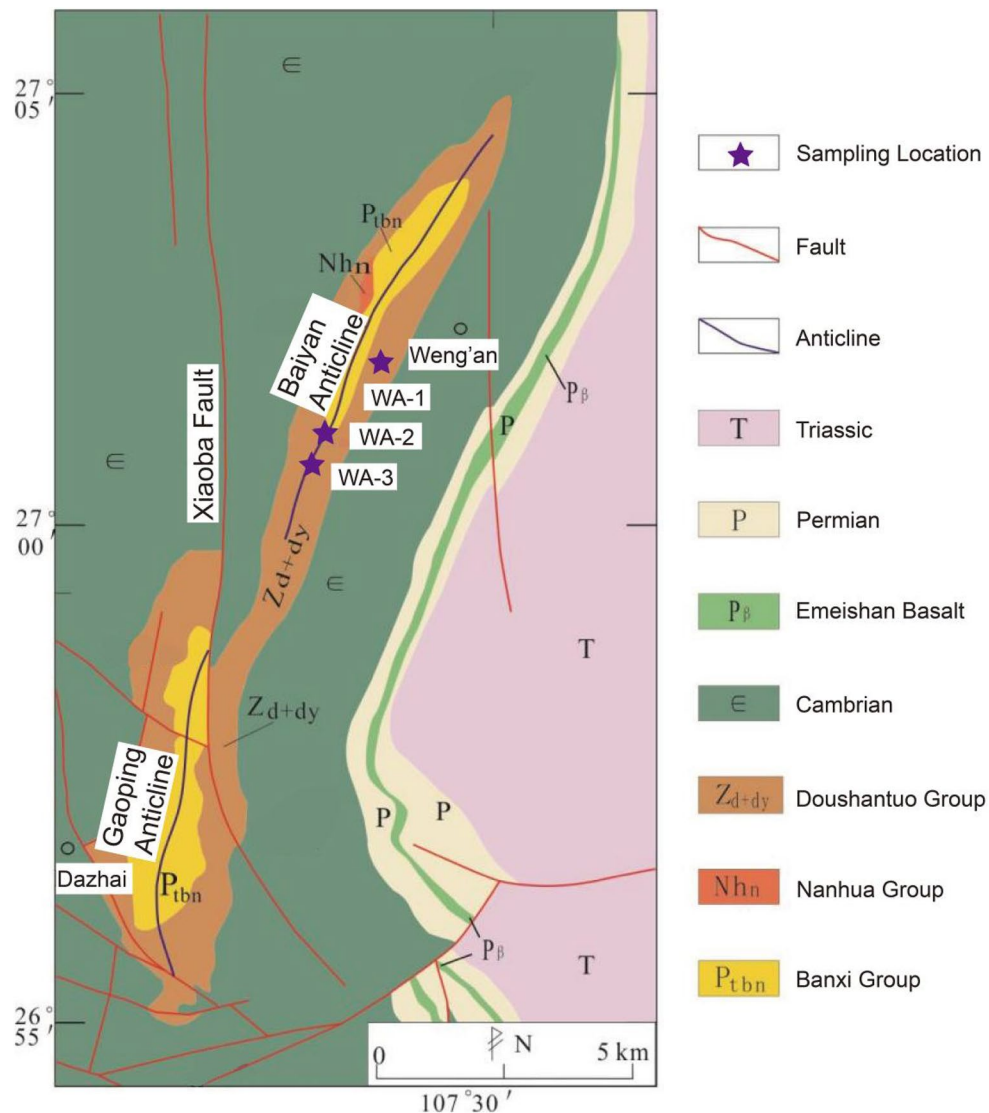 27°
05′
∈
P_tbn
Nhn
Baiyan
Anticline
Weng'an
WA-1
WA-2
WA-3
Pβ
P
Xiaoba Fault
∈
27°
00′
Zd+dy
∈
T
Zd+dy
Gaoping
Anticline
P
P
Dazhai
Ptbn
Pβ
T
26°
55′
N
0
5 km
107°30′
Sampling Location
Fault
Anticline
T Triassic
P Permian
Pβ Emeishan Basalt
∈ Cambrian
Zd+dy Doushantuo Group
Nhn Nanhua Group
Ptbn Banxi Group